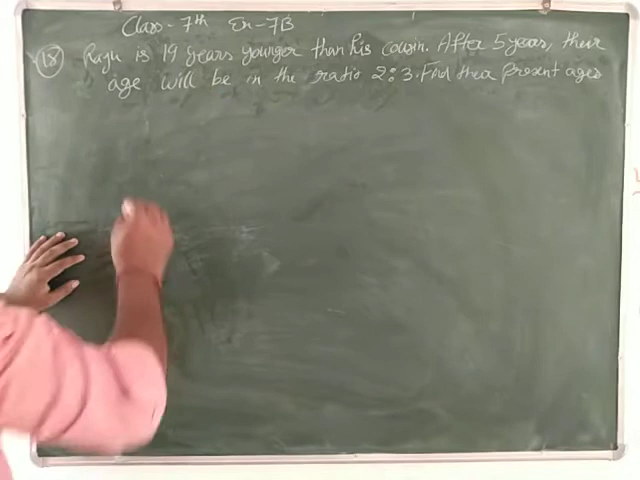 Class - 7th Ex - 7B
(18) Raju is 19 years younger than his cousin. After 5 years, their
age will be in the ratio 2:3. Find their Present ages